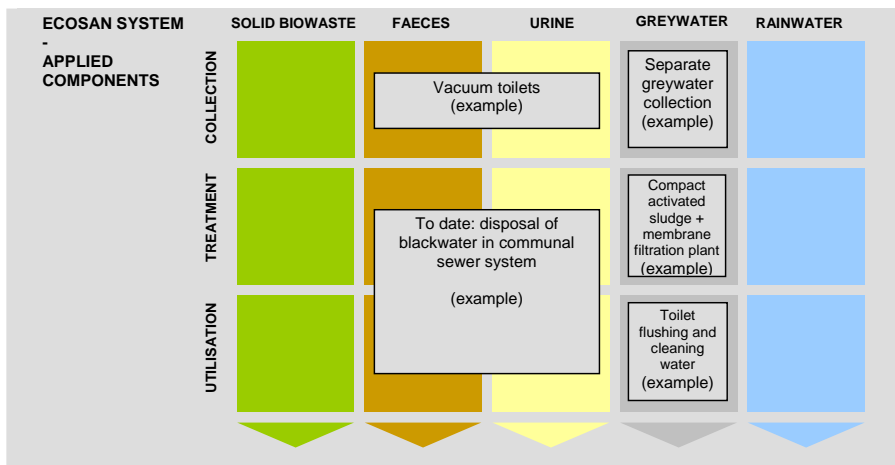 ECOSAN SYSTEM
-
APPLIED
COMPONENTS
SOLID BIOWASTE
FAECES
URINE
GREYWATER
RAINWATER
COLLECTION
Vacuum toilets
(example)
Separate
greywater
collection
(example)
TREATMENT
To date: disposal of
blackwater in communal
sewer system
(example)
Compact
activated
sludge +
membrane
filtration plant
(example)
UTILISATION
Toilet
flushing and
cleaning
water
(example)